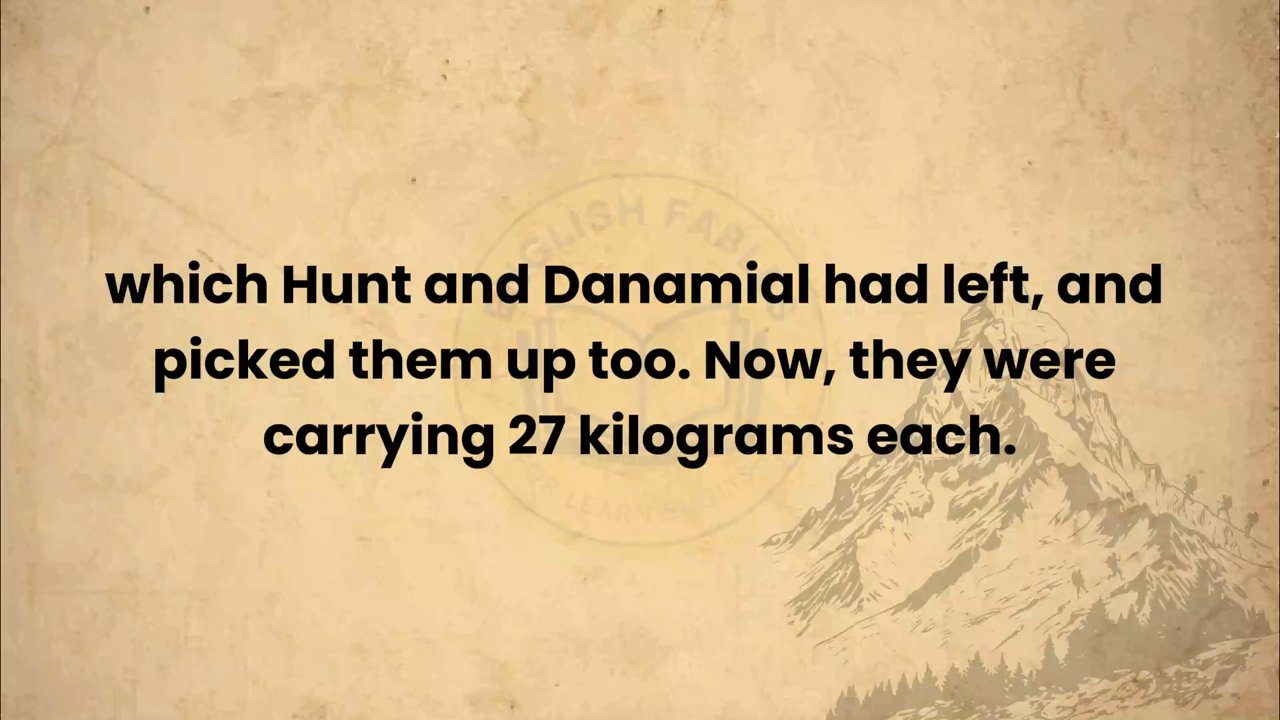 which Hunt and Danamial had left, and
picked them up too. Now, they were
carrying 27 kilograms each.